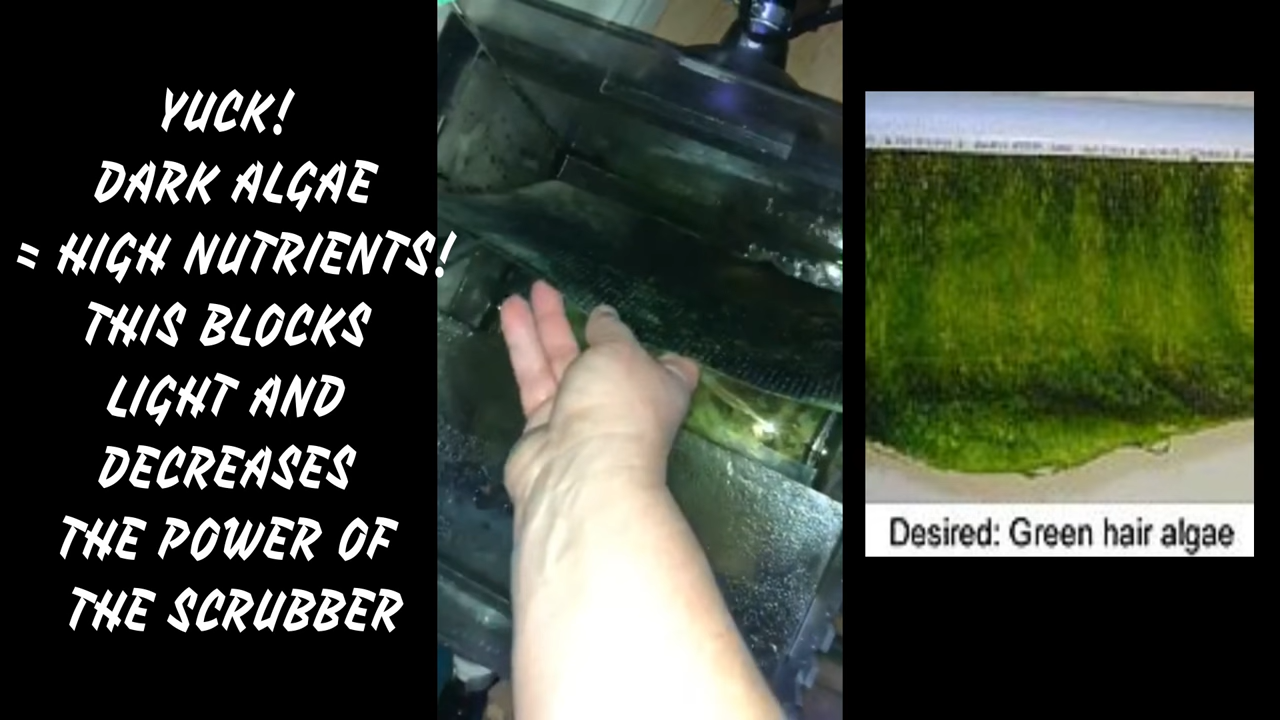 YUCK!
DARK ALGAE
= HIGH NUTRIENTS!
THIS BLOCKS
LIGHT AND
DECREASES
THE POWER OF
THE SCRUBBER
Desired: Green hair algae